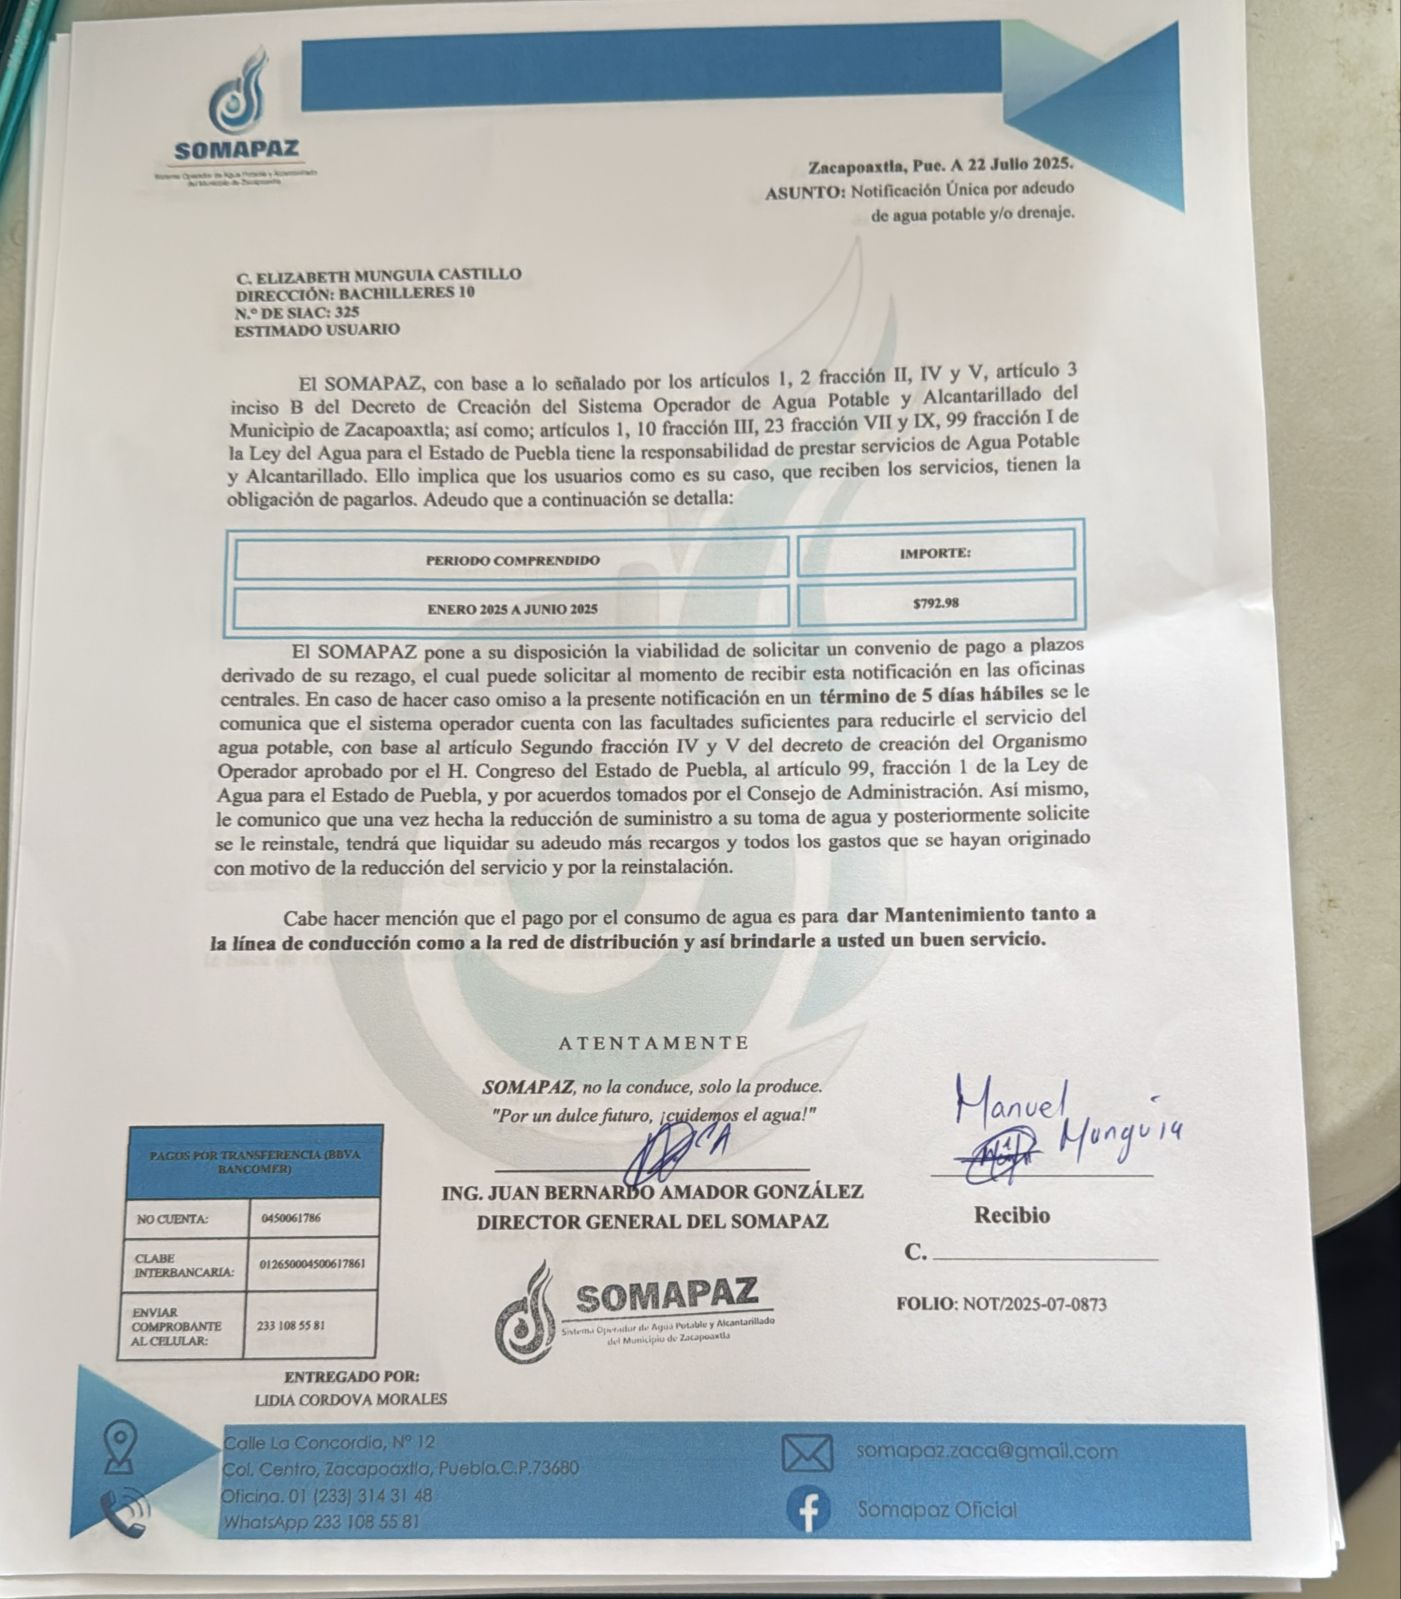 SOMAPAZ
Sistema Operador de Agua Potable y Alcantarillado
del Municipio de Zacapoaxtla
Zacapoaxtla, Pue. A 22 Julio 2025.
ASUNTO: Notificación Única por adeudo
de agua potable y/o drenaje.
C. ELIZABETH MUNGUIA CASTILLO
DIRECCIÓN: BACHILLERES 10
N.º DE SIAC: 325
ESTIMADO USUARIO
El SOMAPAZ, con base a lo señalado por los artículos 1, 2 fracción II, IV y V, artículo 3
inciso B del Decreto de Creación del Sistema Operador de Agua Potable y Alcantarillado del
Municipio de Zacapoaxtla; así como; artículos 1, 10 fracción III, 23 fracción VII y IX, 99 fracción I de
la Ley del Agua para el Estado de Puebla tiene la responsabilidad de prestar servicios de Agua Potable
y Alcantarillado. Ello implica que los usuarios como es su caso, que reciben los servicios, tienen la
obligación de pagarlos. Adeudo que a continuación se detalla:
PERIODO COMPRENDIDO IMPORTE:
ENERO 2025 A JUNIO 2025 $792.98
El SOMAPAZ pone a su disposición la viabilidad de solicitar un convenio de pago a plazos
derivado de su rezago, el cual puede solicitar al momento de recibir esta notificación en las oficinas
centrales. En caso de hacer caso omiso a la presente notificación en un término de 5 días hábiles se le
comunica que el sistema operador cuenta con las facultades suficientes para reducirle el servicio del
agua potable, con base al artículo Segundo fracción IV y V del decreto de creación del Organismo
Operador aprobado por el H. Congreso del Estado de Puebla, al artículo 99, fracción 1 de la Ley de
Agua para el Estado de Puebla, y por acuerdos tomados por el Consejo de Administración. Así mismo,
le comunico que una vez hecha la reducción de suministro a su toma de agua y posteriormente solicite
se le reinstale, tendrá que liquidar su adeudo más recargos y todos los gastos que se hayan originado
con motivo de la reducción del servicio y por la reinstalación.
Cabe hacer mención que el pago por el consumo de agua es para dar Mantenimiento tanto a
la línea de conducción como a la red de distribución y así brindarle a usted un buen servicio.
ATENTAMENTE
SOMAPAZ, no la conduce, solo la produce.
"Por un dulce futuro, ¡cuidemos el agua!"
ING. JUAN BERNARDO AMADOR GONZÁLEZ
DIRECTOR GENERAL DEL SOMAPAZ
SOMAPAZ
Sistema Operador de Agua Potable y Alcantarillado
del Municipio de Zacapoaxtla
Manuel
Munguia
Recibio
C.
FOLIO: NOT/2025-07-0873
PAGOS POR TRANSFERENCIA (BBVA
BANCOMER)
NO CUENTA: 0450061786
CLABE
INTERBANCARIA: 012650004500617861
ENVIAR
COMPROBANTE
AL CELULAR: 233 108 55 81
ENTREGADO POR:
LIDIA CORDOVA MORALES
Calle La Concordia, Nº 12
Col. Centro, Zacapoaxtla, Puebla.C.P.73680
Oficina. 01 (233) 314 31 48
WhatsApp 233 108 55 81
somapaz.zaca@gmail.com
Somapaz Oficial